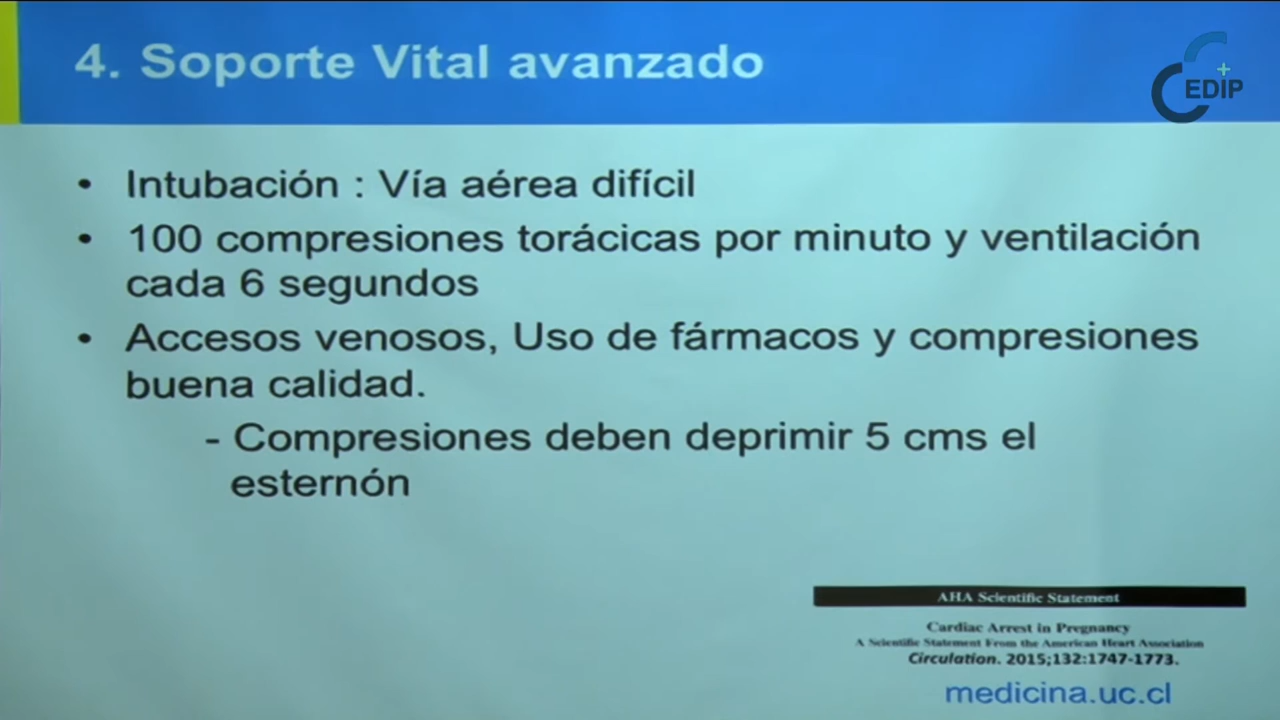 4. Soporte Vital avanzado
EDIP
• Intubación : Vía aérea difícil
• 100 compresiones torácicas por minuto y ventilación
cada 6 segundos
• Accesos venosos, Uso de fármacos y compresiones
buena calidad.
- Compresiones deben deprimir 5 cms el
esternón
AHA Scientific Statement
Cardiac Arrest in Pregnancy
A Scientific Statement From the American Heart Association
Circulation. 2015;132:1747-1773.
medicina.uc.cl